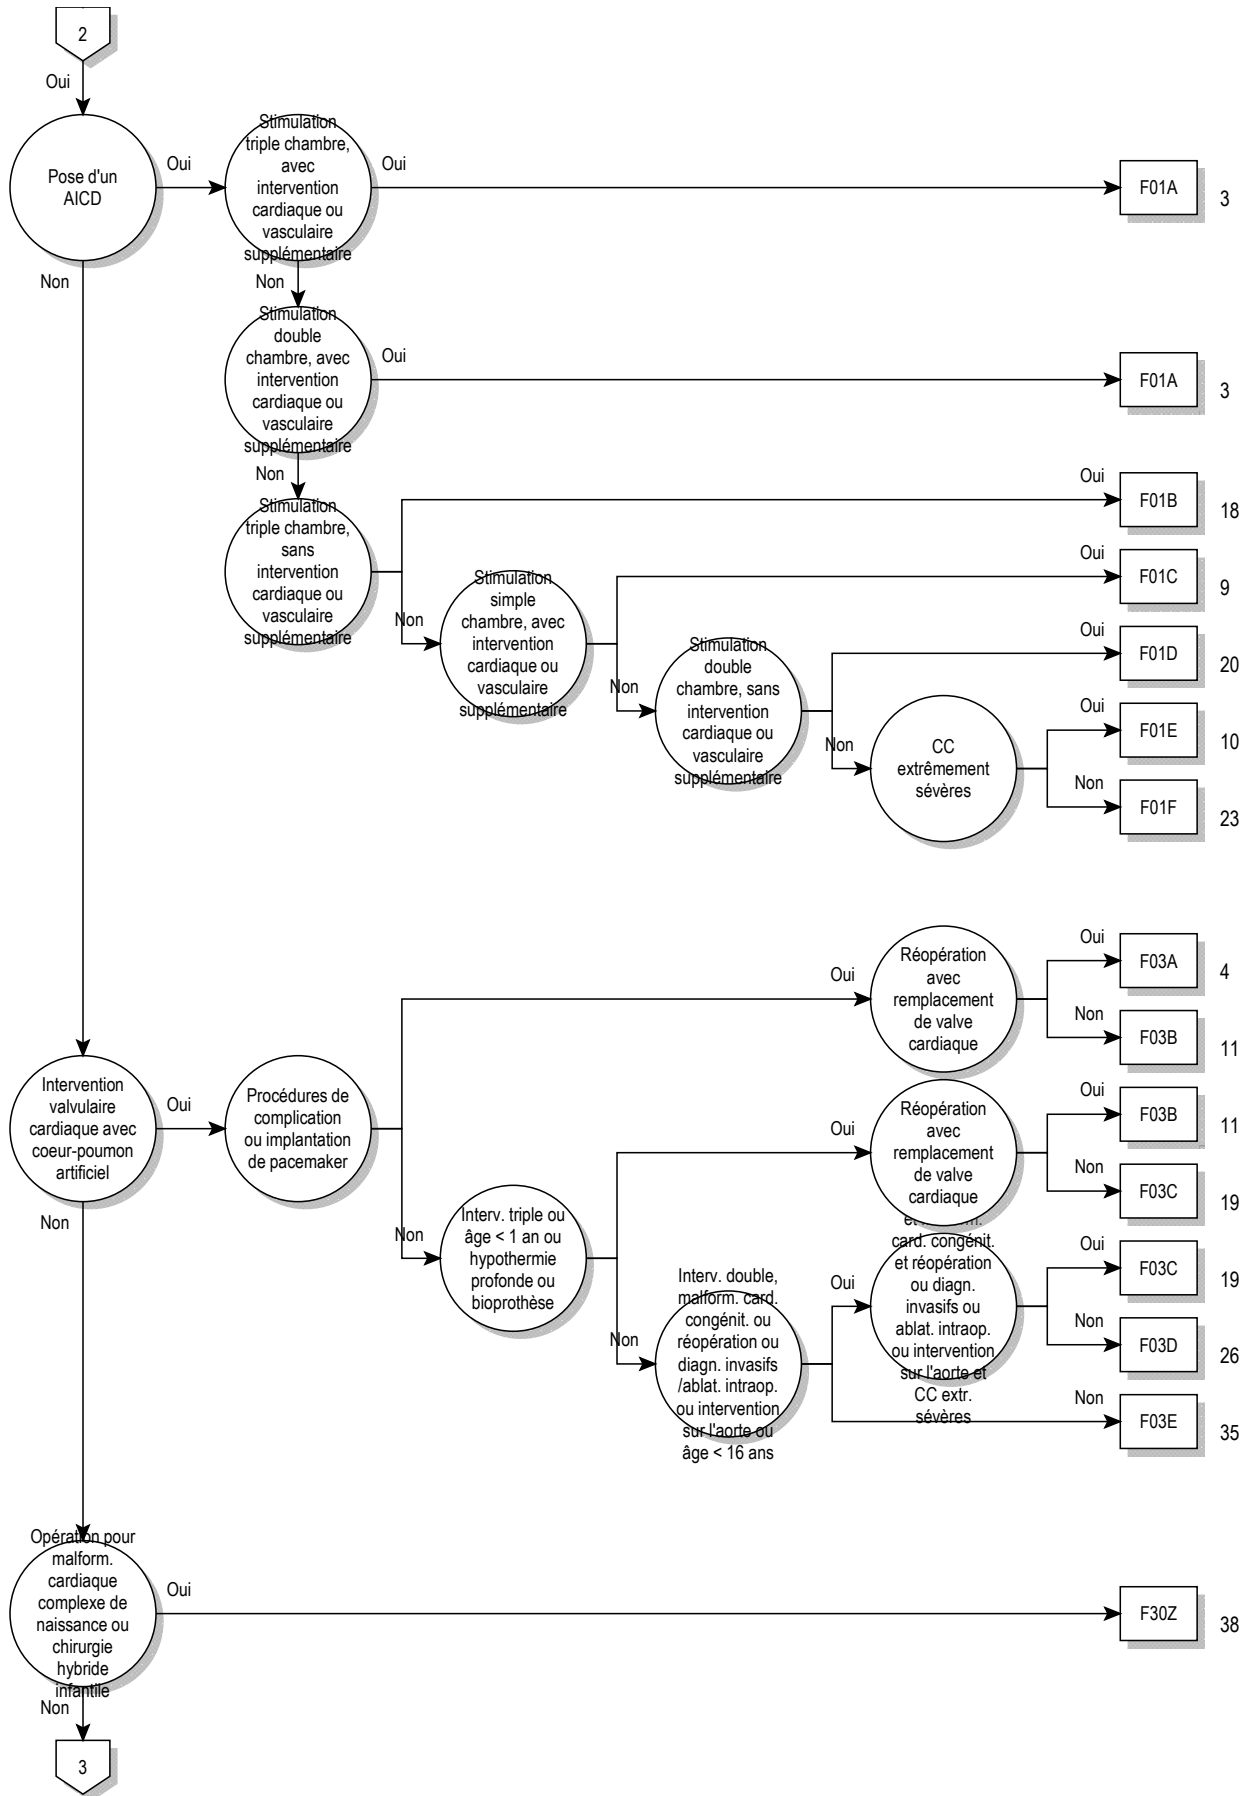 2
Oui
Pose d'un
AICD
Oui
Non
Stimulation
triple chambre,
avec
intervention
cardiaque ou
vasculaire
supplémentaire
Oui
F01A
3
Non
Stimulation
double
chambre, avec
intervention
cardiaque ou
vasculaire
supplémentaire
Oui
F01A
3
Non
Stimulation
triple chambre,
sans
intervention
cardiaque ou
vasculaire
supplémentaire
Oui
F01B
18
Non
Stimulation
simple
chambre, avec
intervention
cardiaque ou
vasculaire
supplémentaire
Oui
F01C
9
Non
Stimulation
double
chambre, sans
intervention
cardiaque ou
vasculaire
supplémentaire
Oui
F01D
20
Non
CC
extrêmement
sévères
Oui
F01E
10
Non
F01F
23
Intervention
valvulaire
cardiaque avec
coeur-poumon
artificiel
Oui
Non
Procédures de
complication
ou implantation
de pacemaker
Oui
Réopération
avec
remplacement
de valve
cardiaque
Oui
F03A
4
Non
F03B
11
Non
Interv. triple ou
âge < 1 an ou
hypothermie
profonde ou
bioprothèse
Oui
Réopération
avec
remplacement
de valve
cardiaque
Oui
F03B
11
Non
F03C
19
Non
Interv. double,
malform. card.
congénit. ou
réopération ou
diagn. invasifs
/ablat. intraop.
ou intervention
sur l'aorte ou
âge < 16 ans
Oui
et
card. congénit.
et réopération
ou diagn.
invasifs ou
ablat. intraop.
ou intervention
sur l'aorte et
CC extr.
sévères
Oui
F03C
19
Non
F03D
26
Non
F03E
35
Opération pour
malform.
cardiaque
complexe de
naissance ou
chirurgie
hybride
infantile
Oui
F30Z
38
Non
3